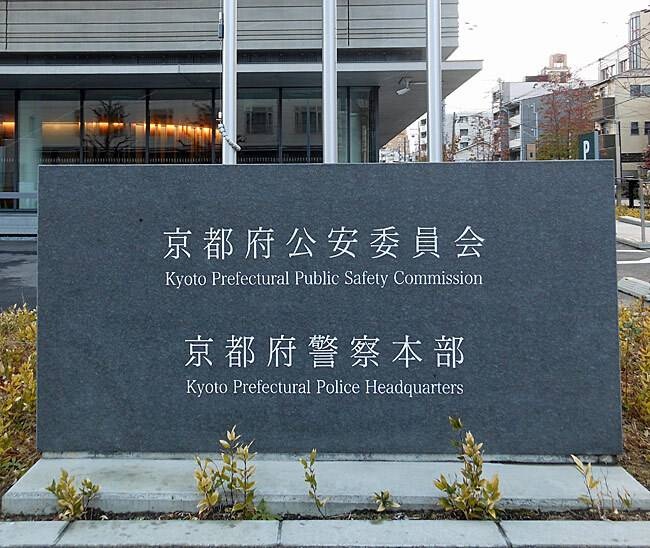 京都府公安委員会
Kyoto Prefectural Public Safety Commission
京都府警察本部
Kyoto Prefectural Police Headquarters
P